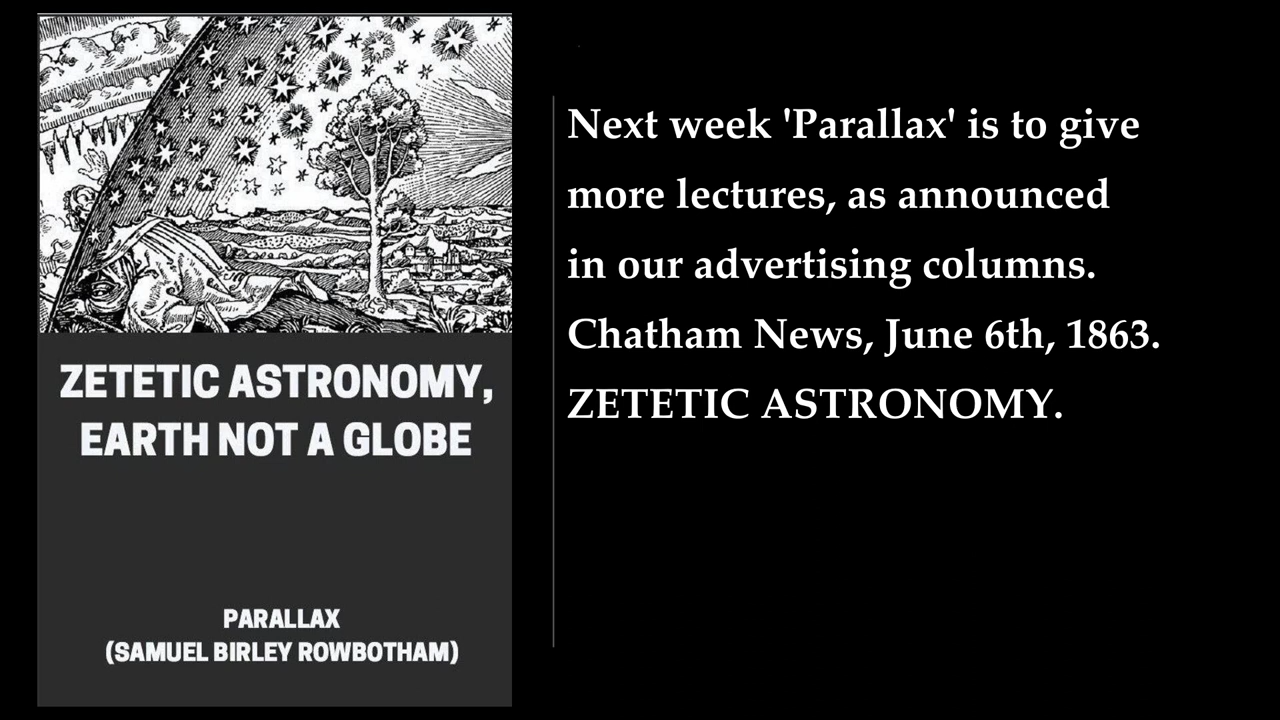 ZETETIC ASTRONOMY,
EARTH NOT A GLOBE
PARALLAX
(SAMUEL BIRLEY ROWBOTHAM)
Next week 'Parallax' is to give
more lectures, as announced
in our advertising columns.
Chatham News, June 6th, 1863.
ZETETIC ASTRONOMY.